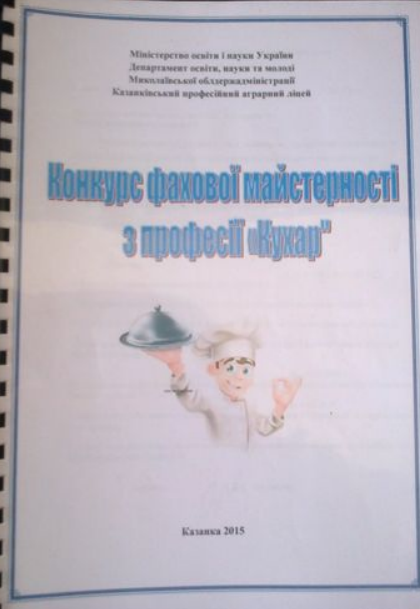 Міністерство освіти і науки України
Департамент освіти, науки та молоді
Миколаївської облдержадміністрації
Казанківський професійний аграрний ліцей
Конкурс фахової майстерності
з професії «Кухар"
Казанка 2015